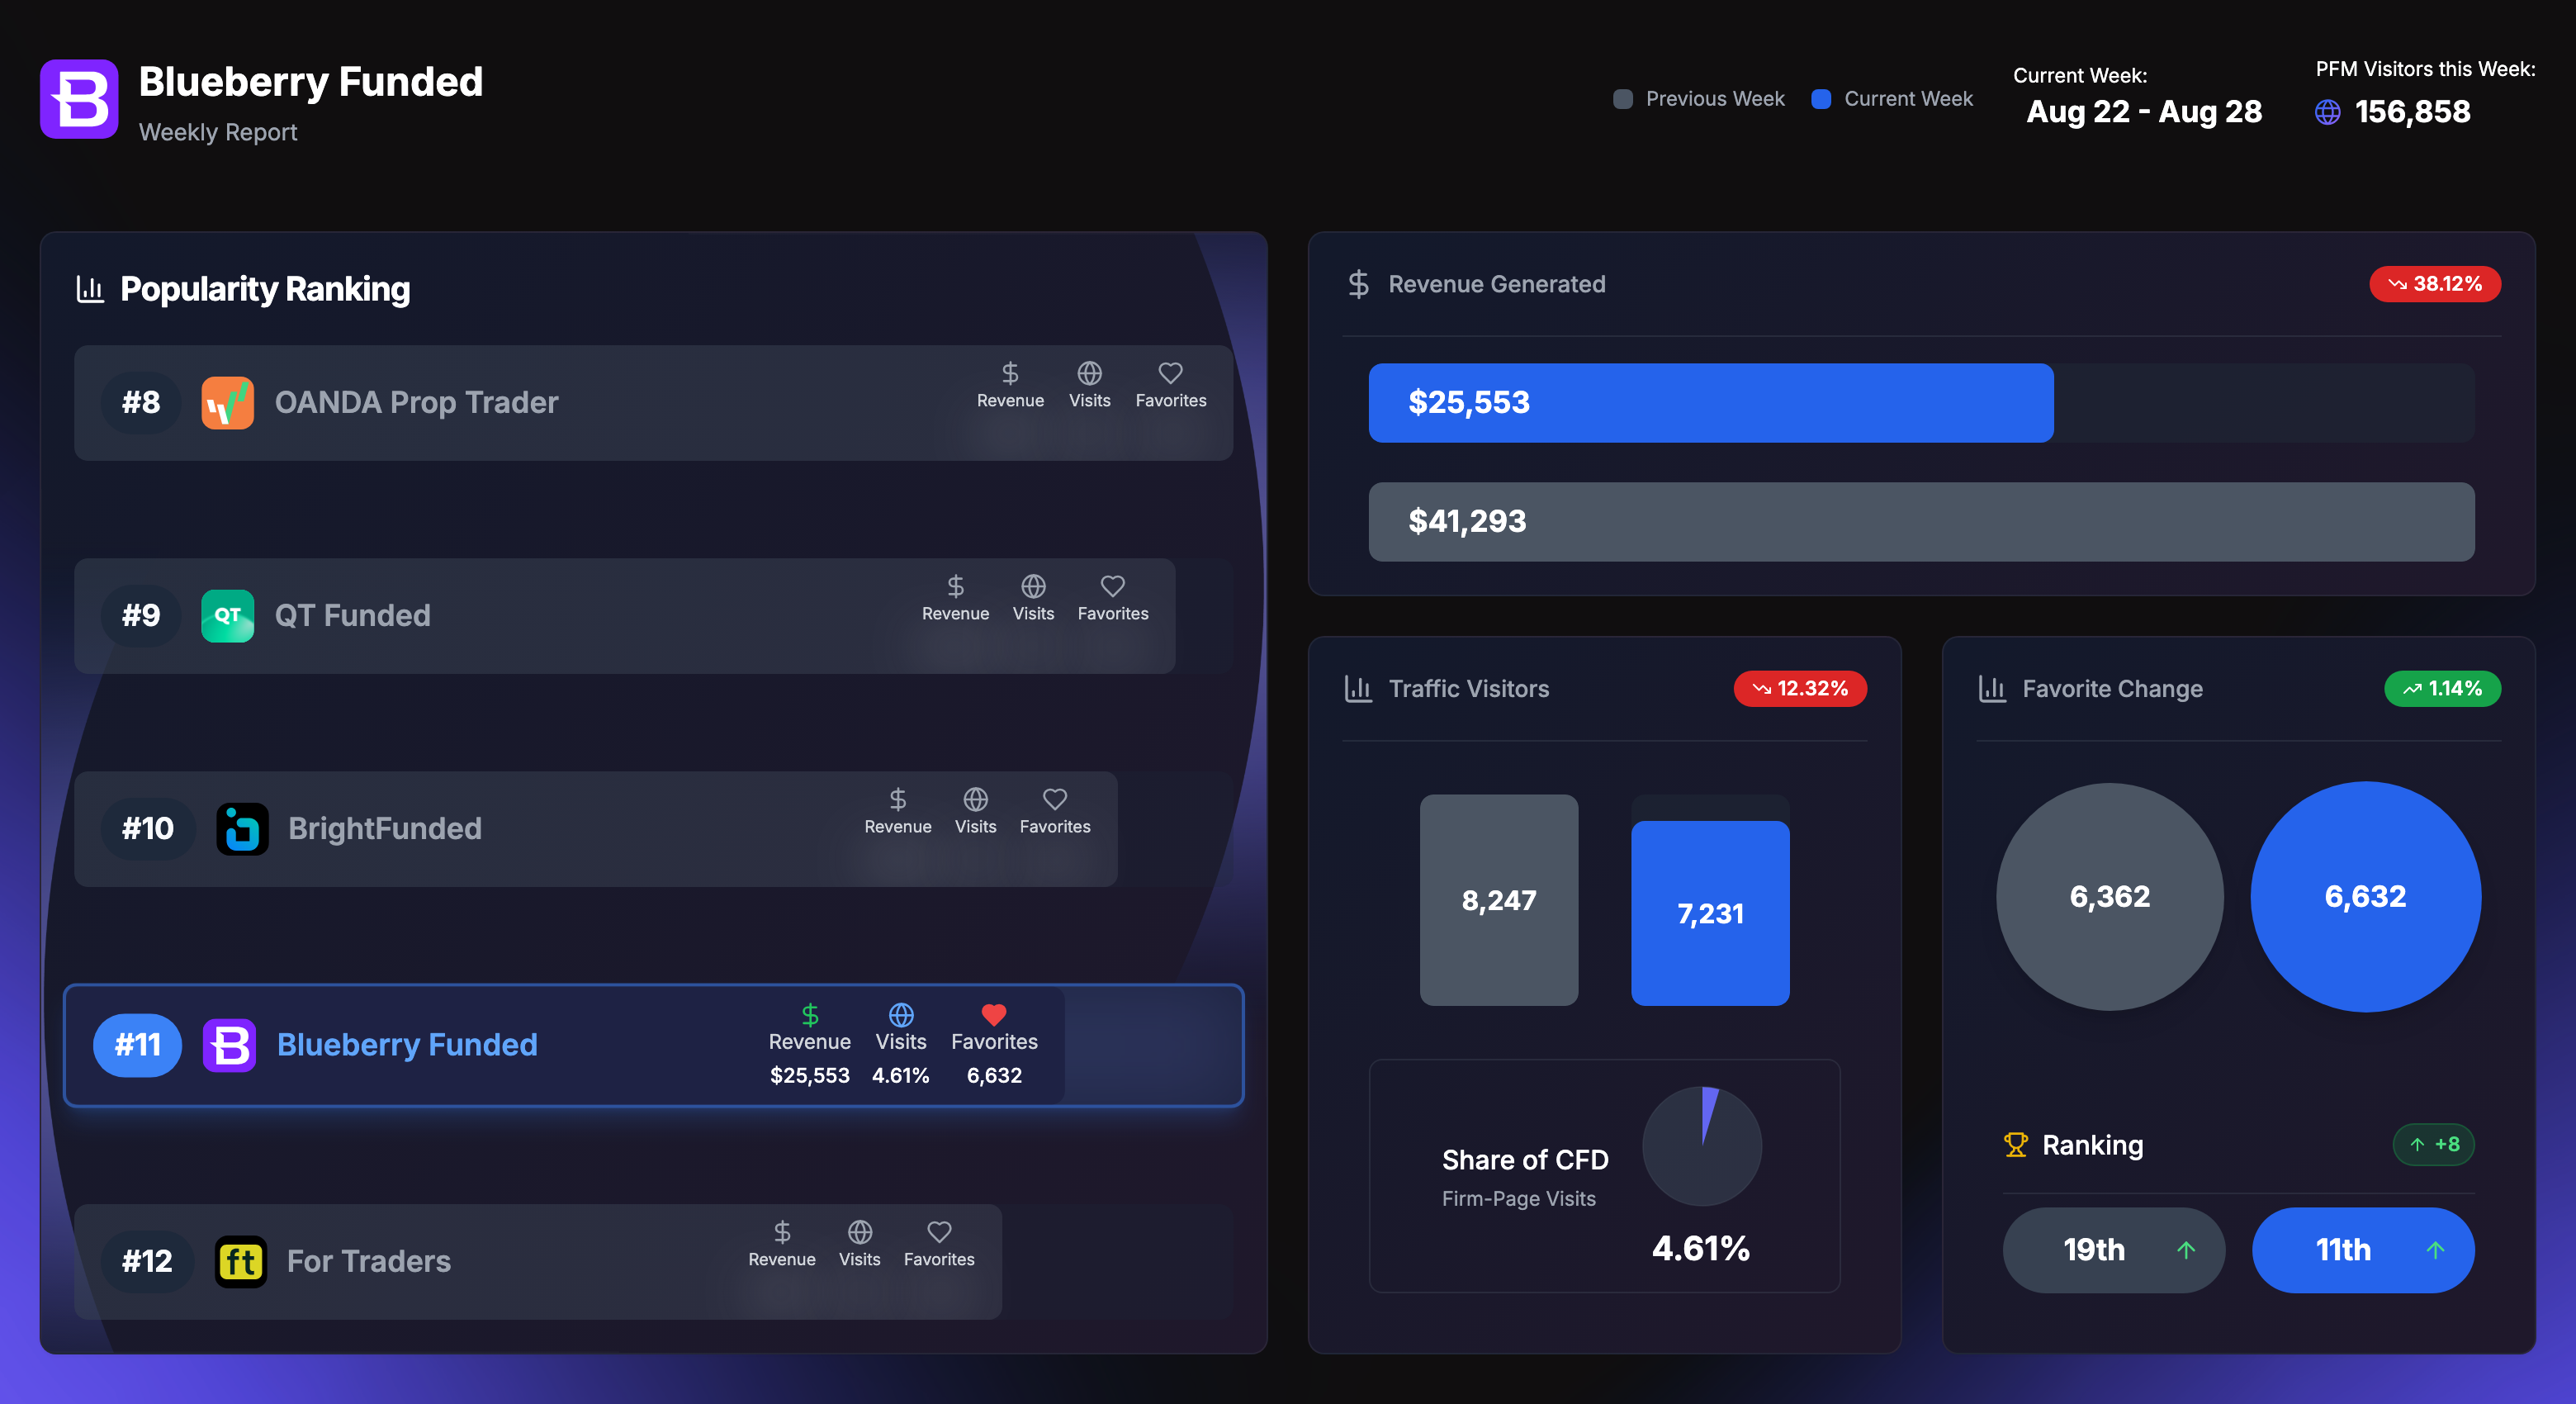 Blueberry Funded
Weekly Report
Previous Week
Current Week
Current Week:
Aug 22 - Aug 28
PFM Visitors this Week:
156,858
Popularity Ranking
#8
OANDA Prop Trader
Revenue Visits Favorites
#9
QT
QT Funded
Revenue Visits Favorites
#10
BrightFunded
Revenue Visits Favorites
#11
B
Blueberry Funded
Revenue Visits Favorites
$25,553 4.61% 6,632
#12
ft
For Traders
Revenue Visits Favorites
Revenue Generated
38.12%
$25,553
$41,293
Traffic Visitors
12.32%
8,247
7,231
Share of CFD
Firm-Page Visits
4.61%
Favorite Change
1.14%
6,362
6,632
Ranking
+8
19th
11th